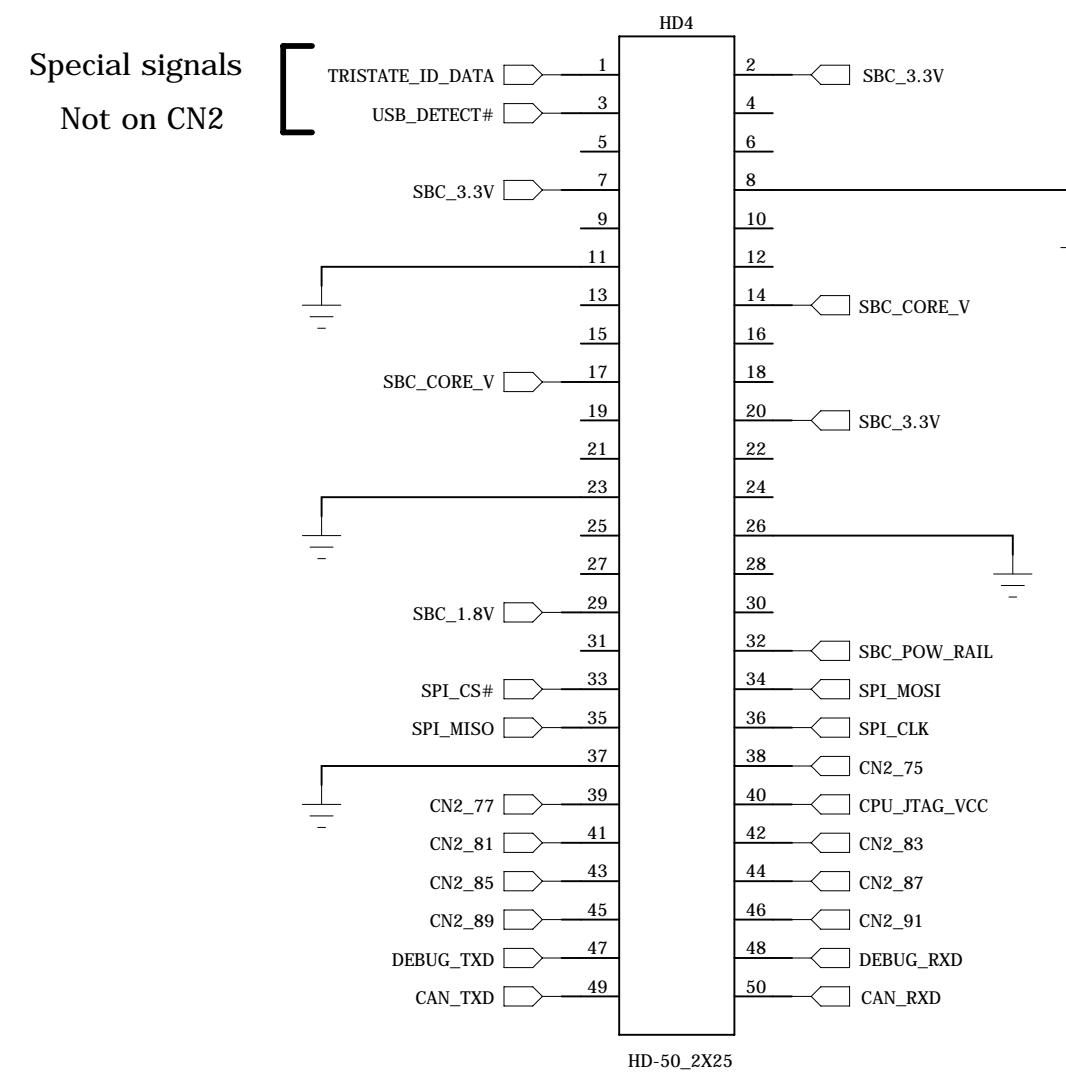 HD4
Special signals
Not on CN2
TRISTATE_ID_DATA 1 2 SBC_3.3V
USB_DETECT# 3 4
5 6
SBC_3.3V 7 8
9 10
11 12
13 14 SBC_CORE_V
15 16
SBC_CORE_V 17 18
19 20 SBC_3.3V
21 22
23 24
25 26
27 28
SBC_1.8V 29 30
31 32 SBC_POW_RAIL
SPI_CS# 33 34 SPI_MOSI
SPI_MISO 35 36 SPI_CLK
37 38 CN2_75
CN2_77 39 40 CPU_JTAG_VCC
CN2_81 41 42 CN2_83
CN2_85 43 44 CN2_87
CN2_89 45 46 CN2_91
DEBUG_TXD 47 48 DEBUG_RXD
CAN_TXD 49 50 CAN_RXD
HD-50_2X25